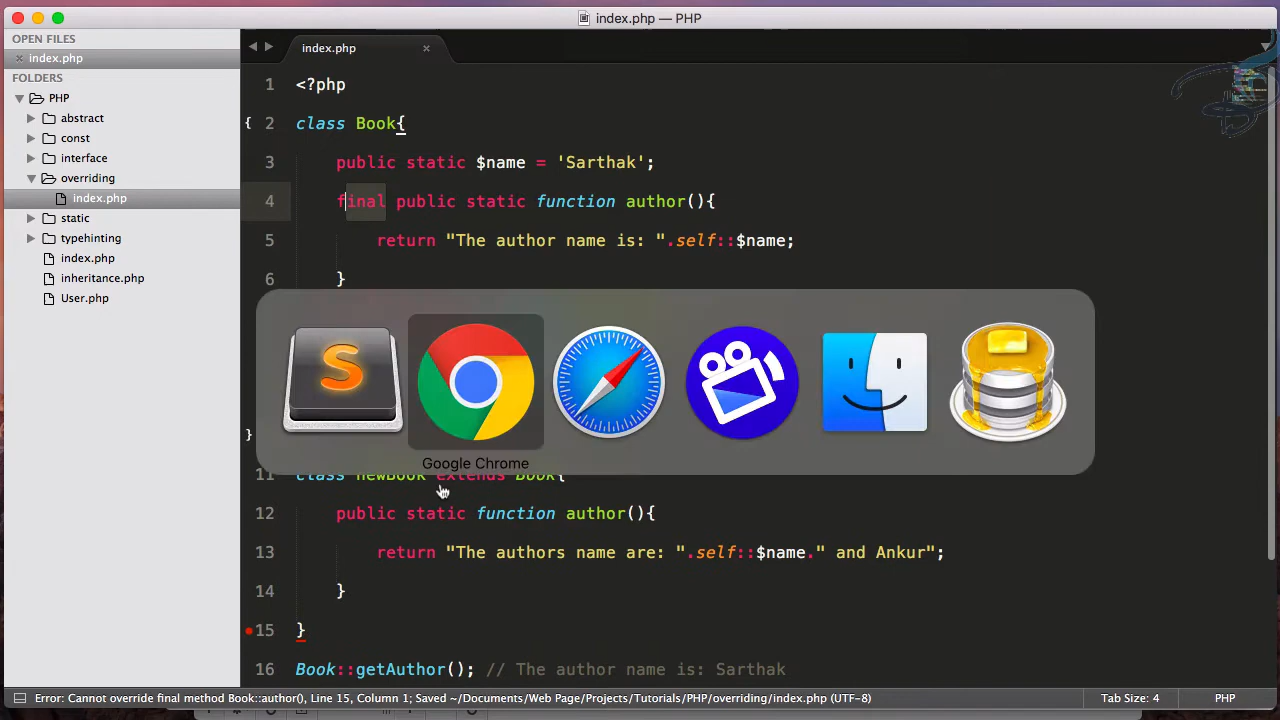 index.php — PHP
OPEN FILES
index.php
FOLDERS
PHP
abstract
const
interface
overriding
index.php
static
typehinting
index.php
inheritance.php
User.php
index.php
1 <?php
{ 2 class Book{
3 public static $name = 'Sarthak';
4 final public static function author(){
5 return "The author name is: ".self::$name;
6 }
S
Google Chrome
}
11 class newBook extends Book{
12 public static function author(){
13 return "The authors name are: ".self::$name." and Ankur";
14 }
15 }
16 Book::getAuthor(); // The author name is: Sarthak
Error: Cannot override final method Book::author(), Line 15, Column 1; Saved ~/Documents/Web Page/Projects/Tutorials/PHP/overriding/index.php (UTF-8)
Tab Size: 4
PHP